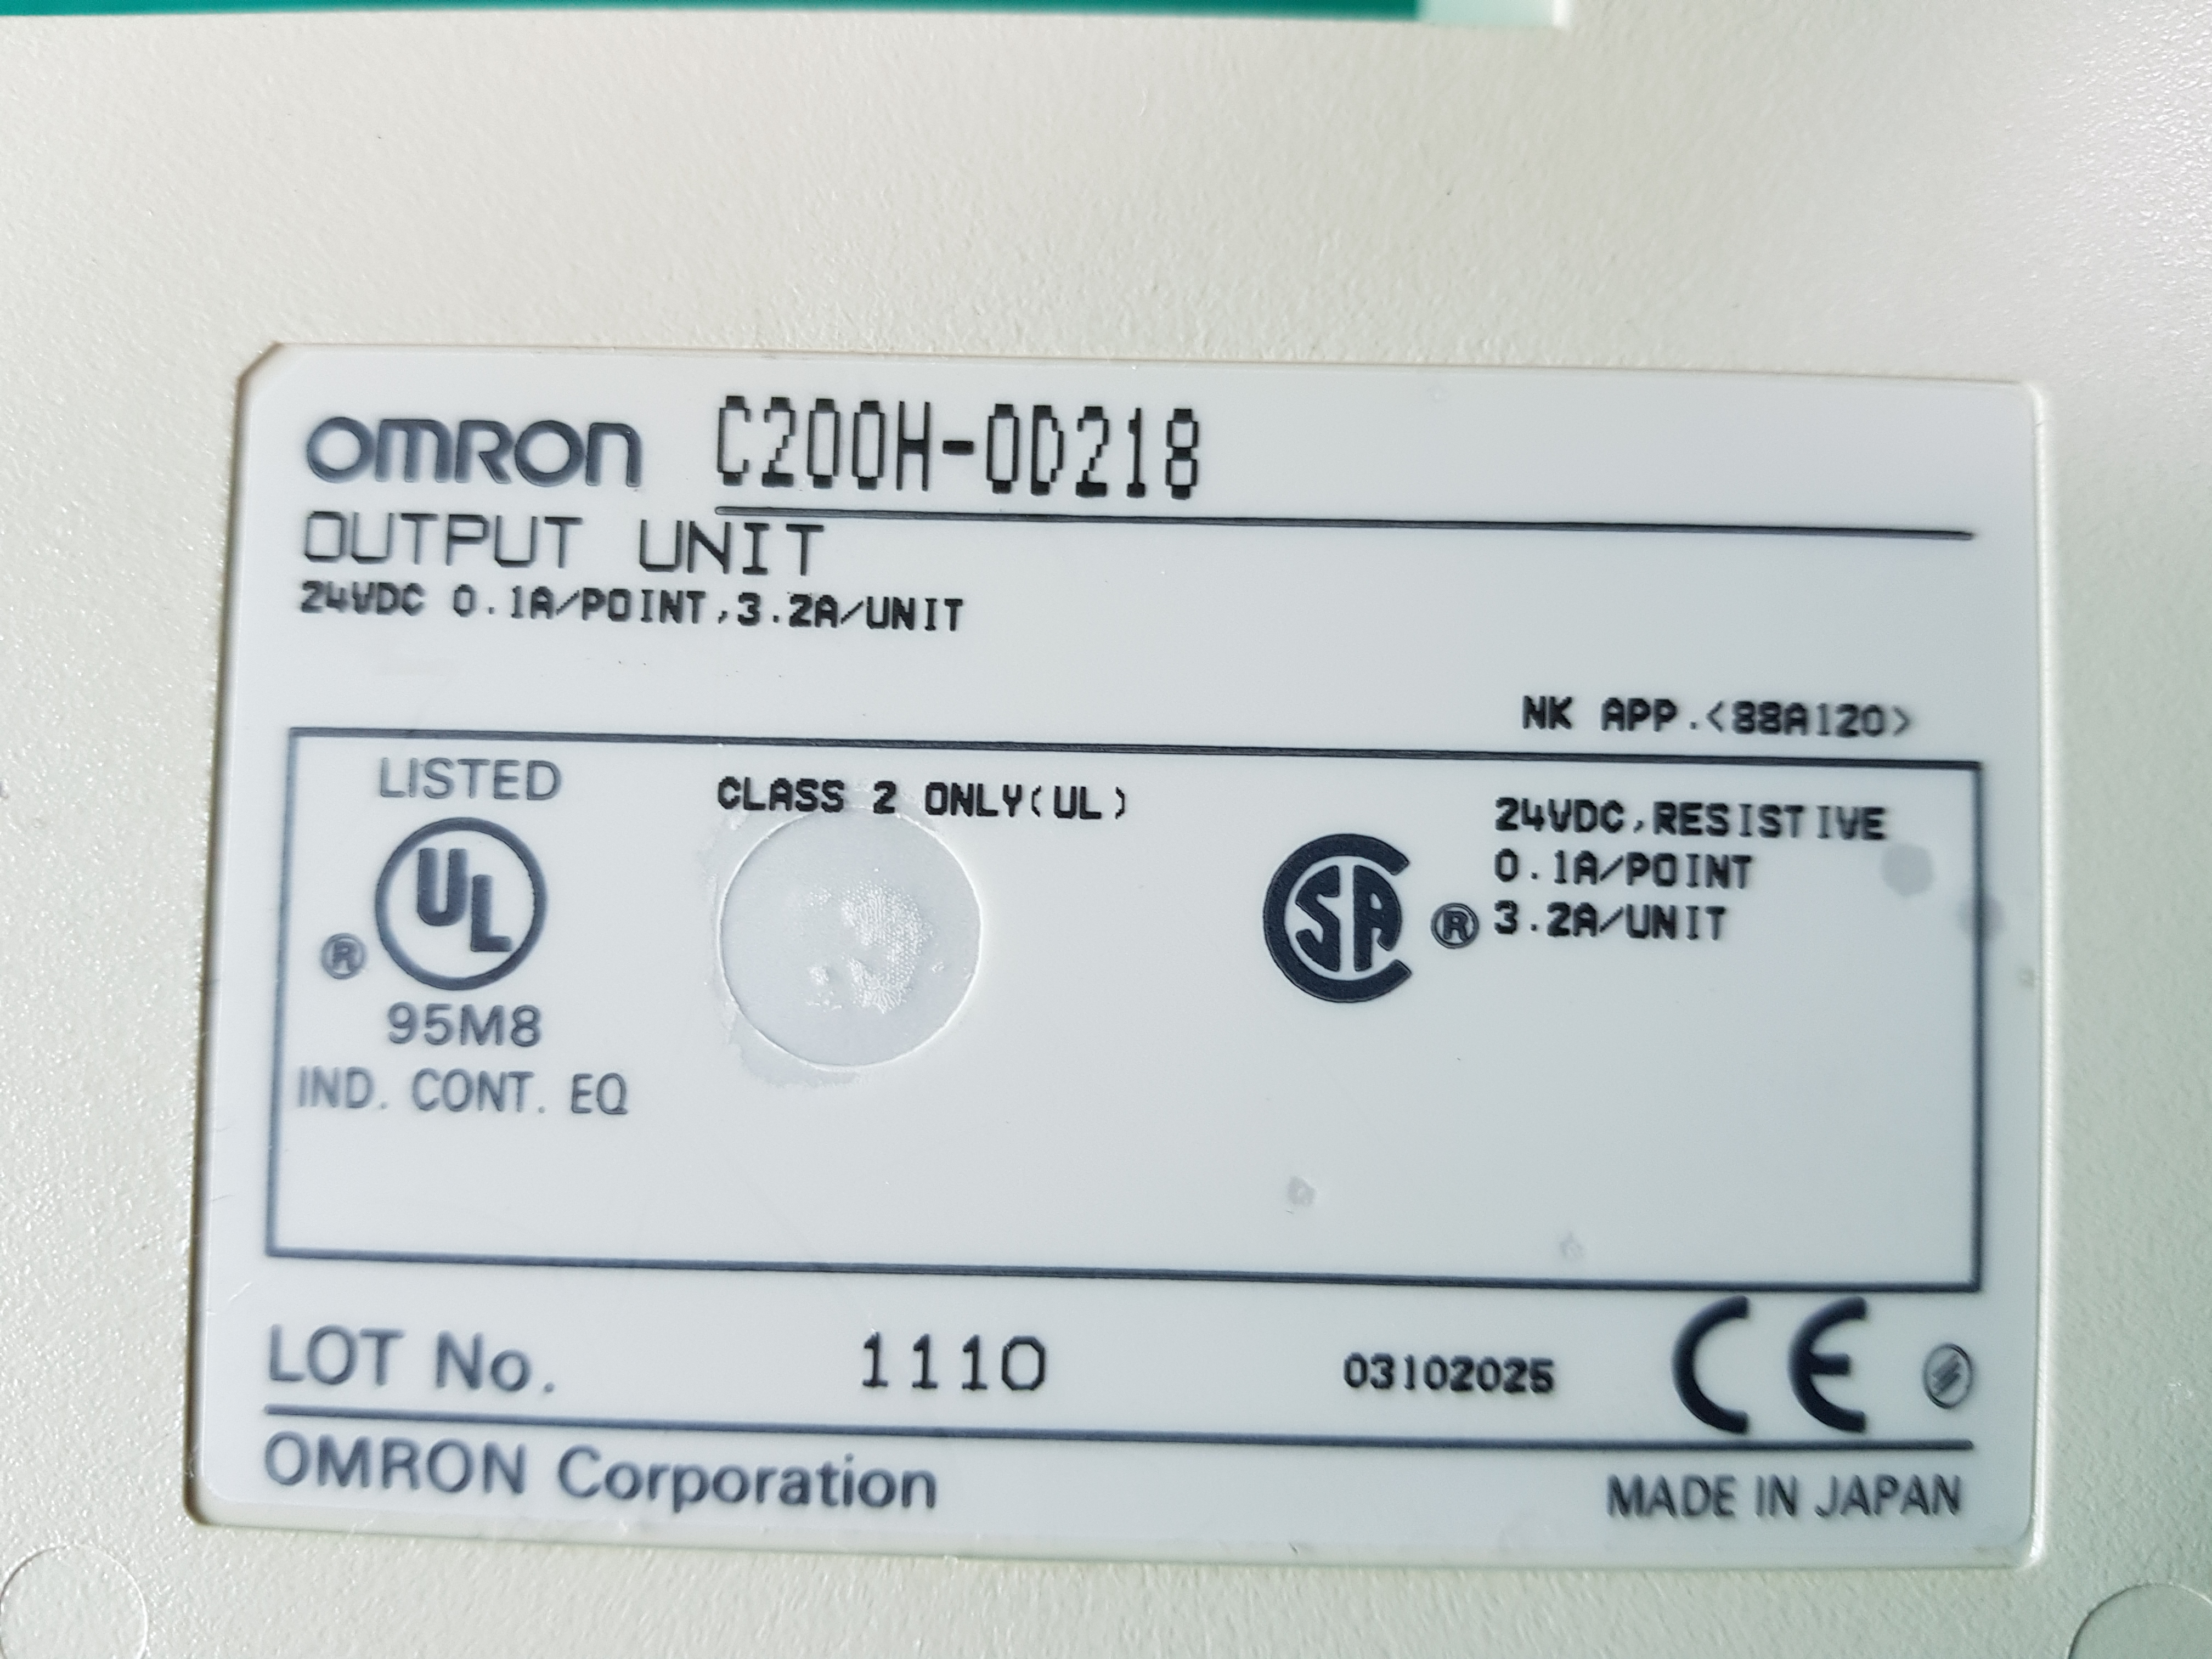 OMRON C200H-OD218
OUTPUT UNIT
24VDC 0.1A/POINT,3.2A/UNIT
NK APP.<88A120>
LISTED
UL
®
95M8
IND. CONT. EQ
CLASS 2 ONLY(UL)
SA ®
24VDC,RESISTIVE
0.1A/POINT
3.2A/UNIT
LOT No. 1110 03102025 CE
OMRON Corporation MADE IN JAPAN